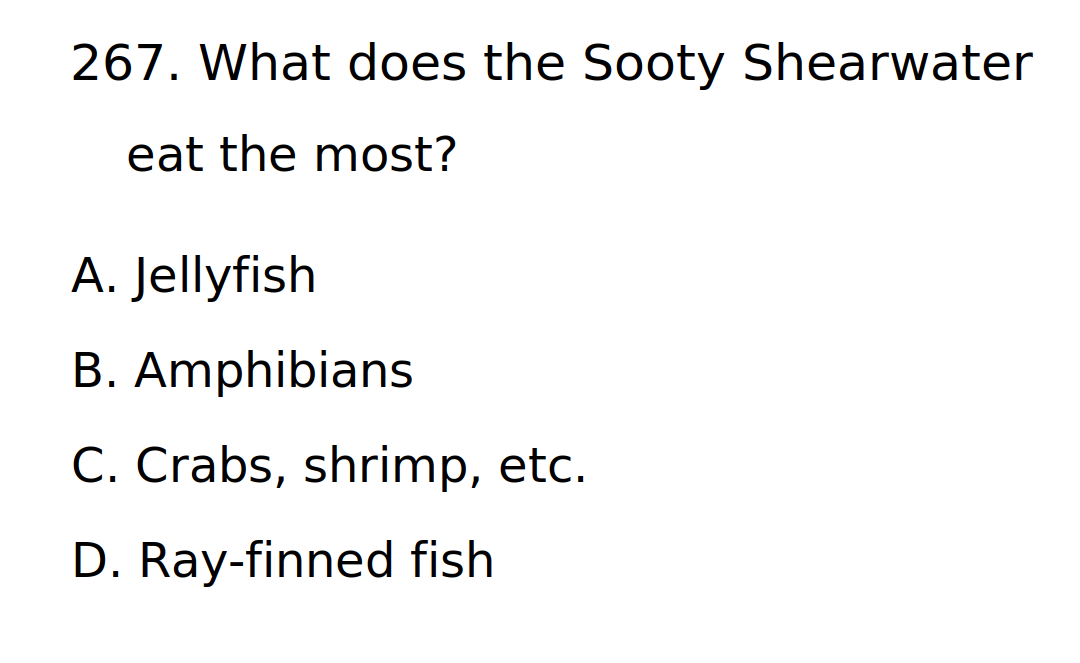 267. What does the Sooty Shearwater
eat the most?
A. Jellyfish
B. Amphibians
C. Crabs, shrimp, etc.
D. Ray-finned fish